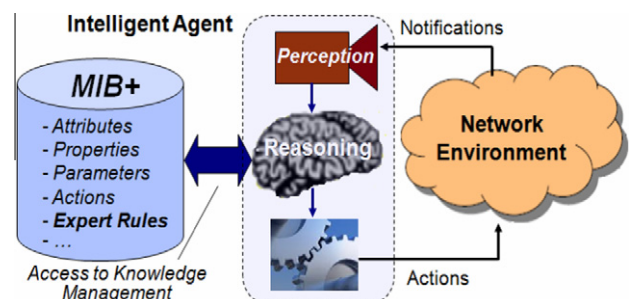 Intelligent Agent
MIB+
- Attributes
- Properties
- Parameters
- Actions
- Expert Rules
- ...
Access to Knowledge
Management
Perception
Reasoning
Notifications
Network
Environment
Actions